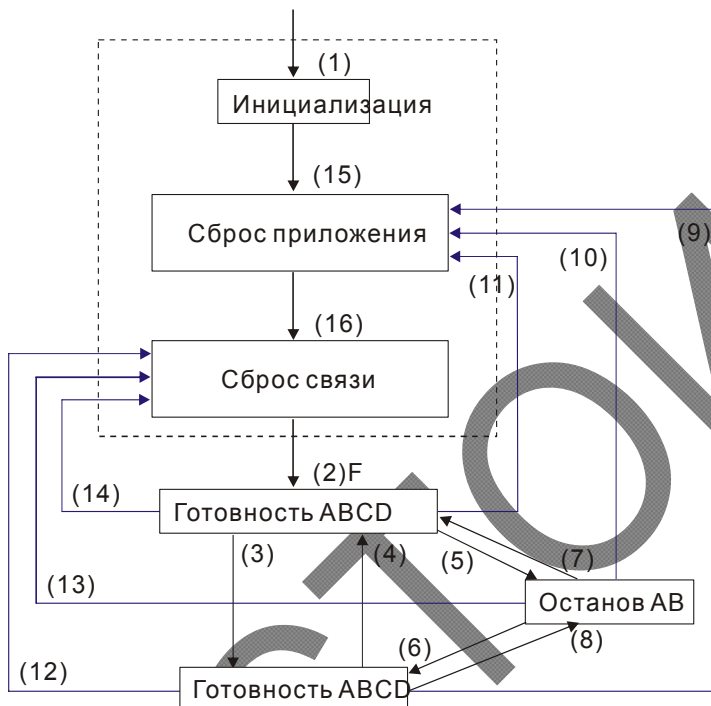 (1)
Инициализация
(15)
Сброс приложения
(9)
(10)
(11)
(16)
Сброс связи
(2)F
(14)
Готовность ABCD
(3)
(4)
(5)
(7)
(13)
Останов AB
(6)
(8)
(12)
Готовность ABCD